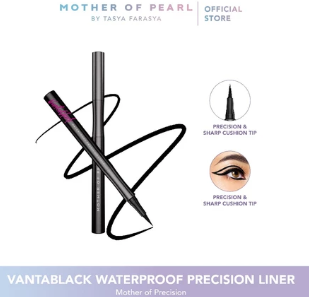 MOTHER OF PEARL
BY TASYA FARASYA
OFFICIAL
STORE
PRECISION &
SHARP CUSHION TIP
PRECISION &
SHARP CUSHION TIP
VANTABLACK WATERPROOF PRECISION LINER
Mother of Precision